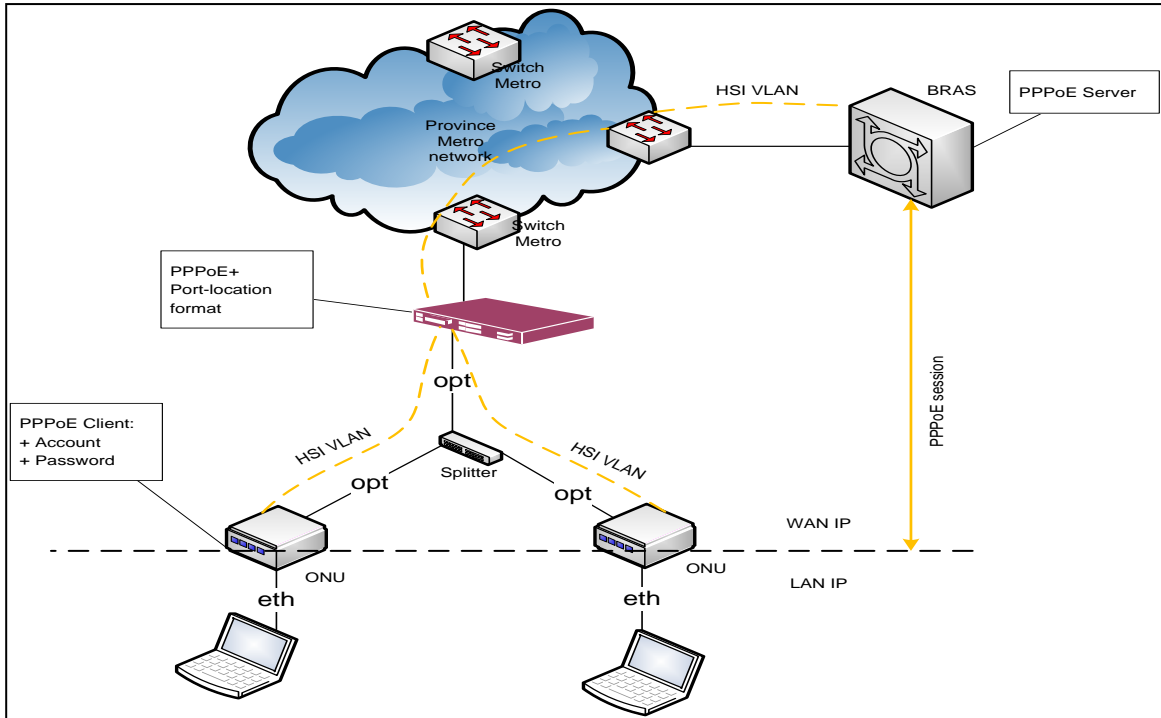 Switch
Metro
HSI VLAN
BRAS
PPPoE Server
Province
Metro
network
Switch
Metro
PPPoE+
Port-location
format
opt
PPPoE session
PPPoE Client:
+ Account
+ Password
HSI VLAN
HSI VLAN
Splitter
opt
opt
WAN IP
ONU
ONU
LAN IP
eth
eth